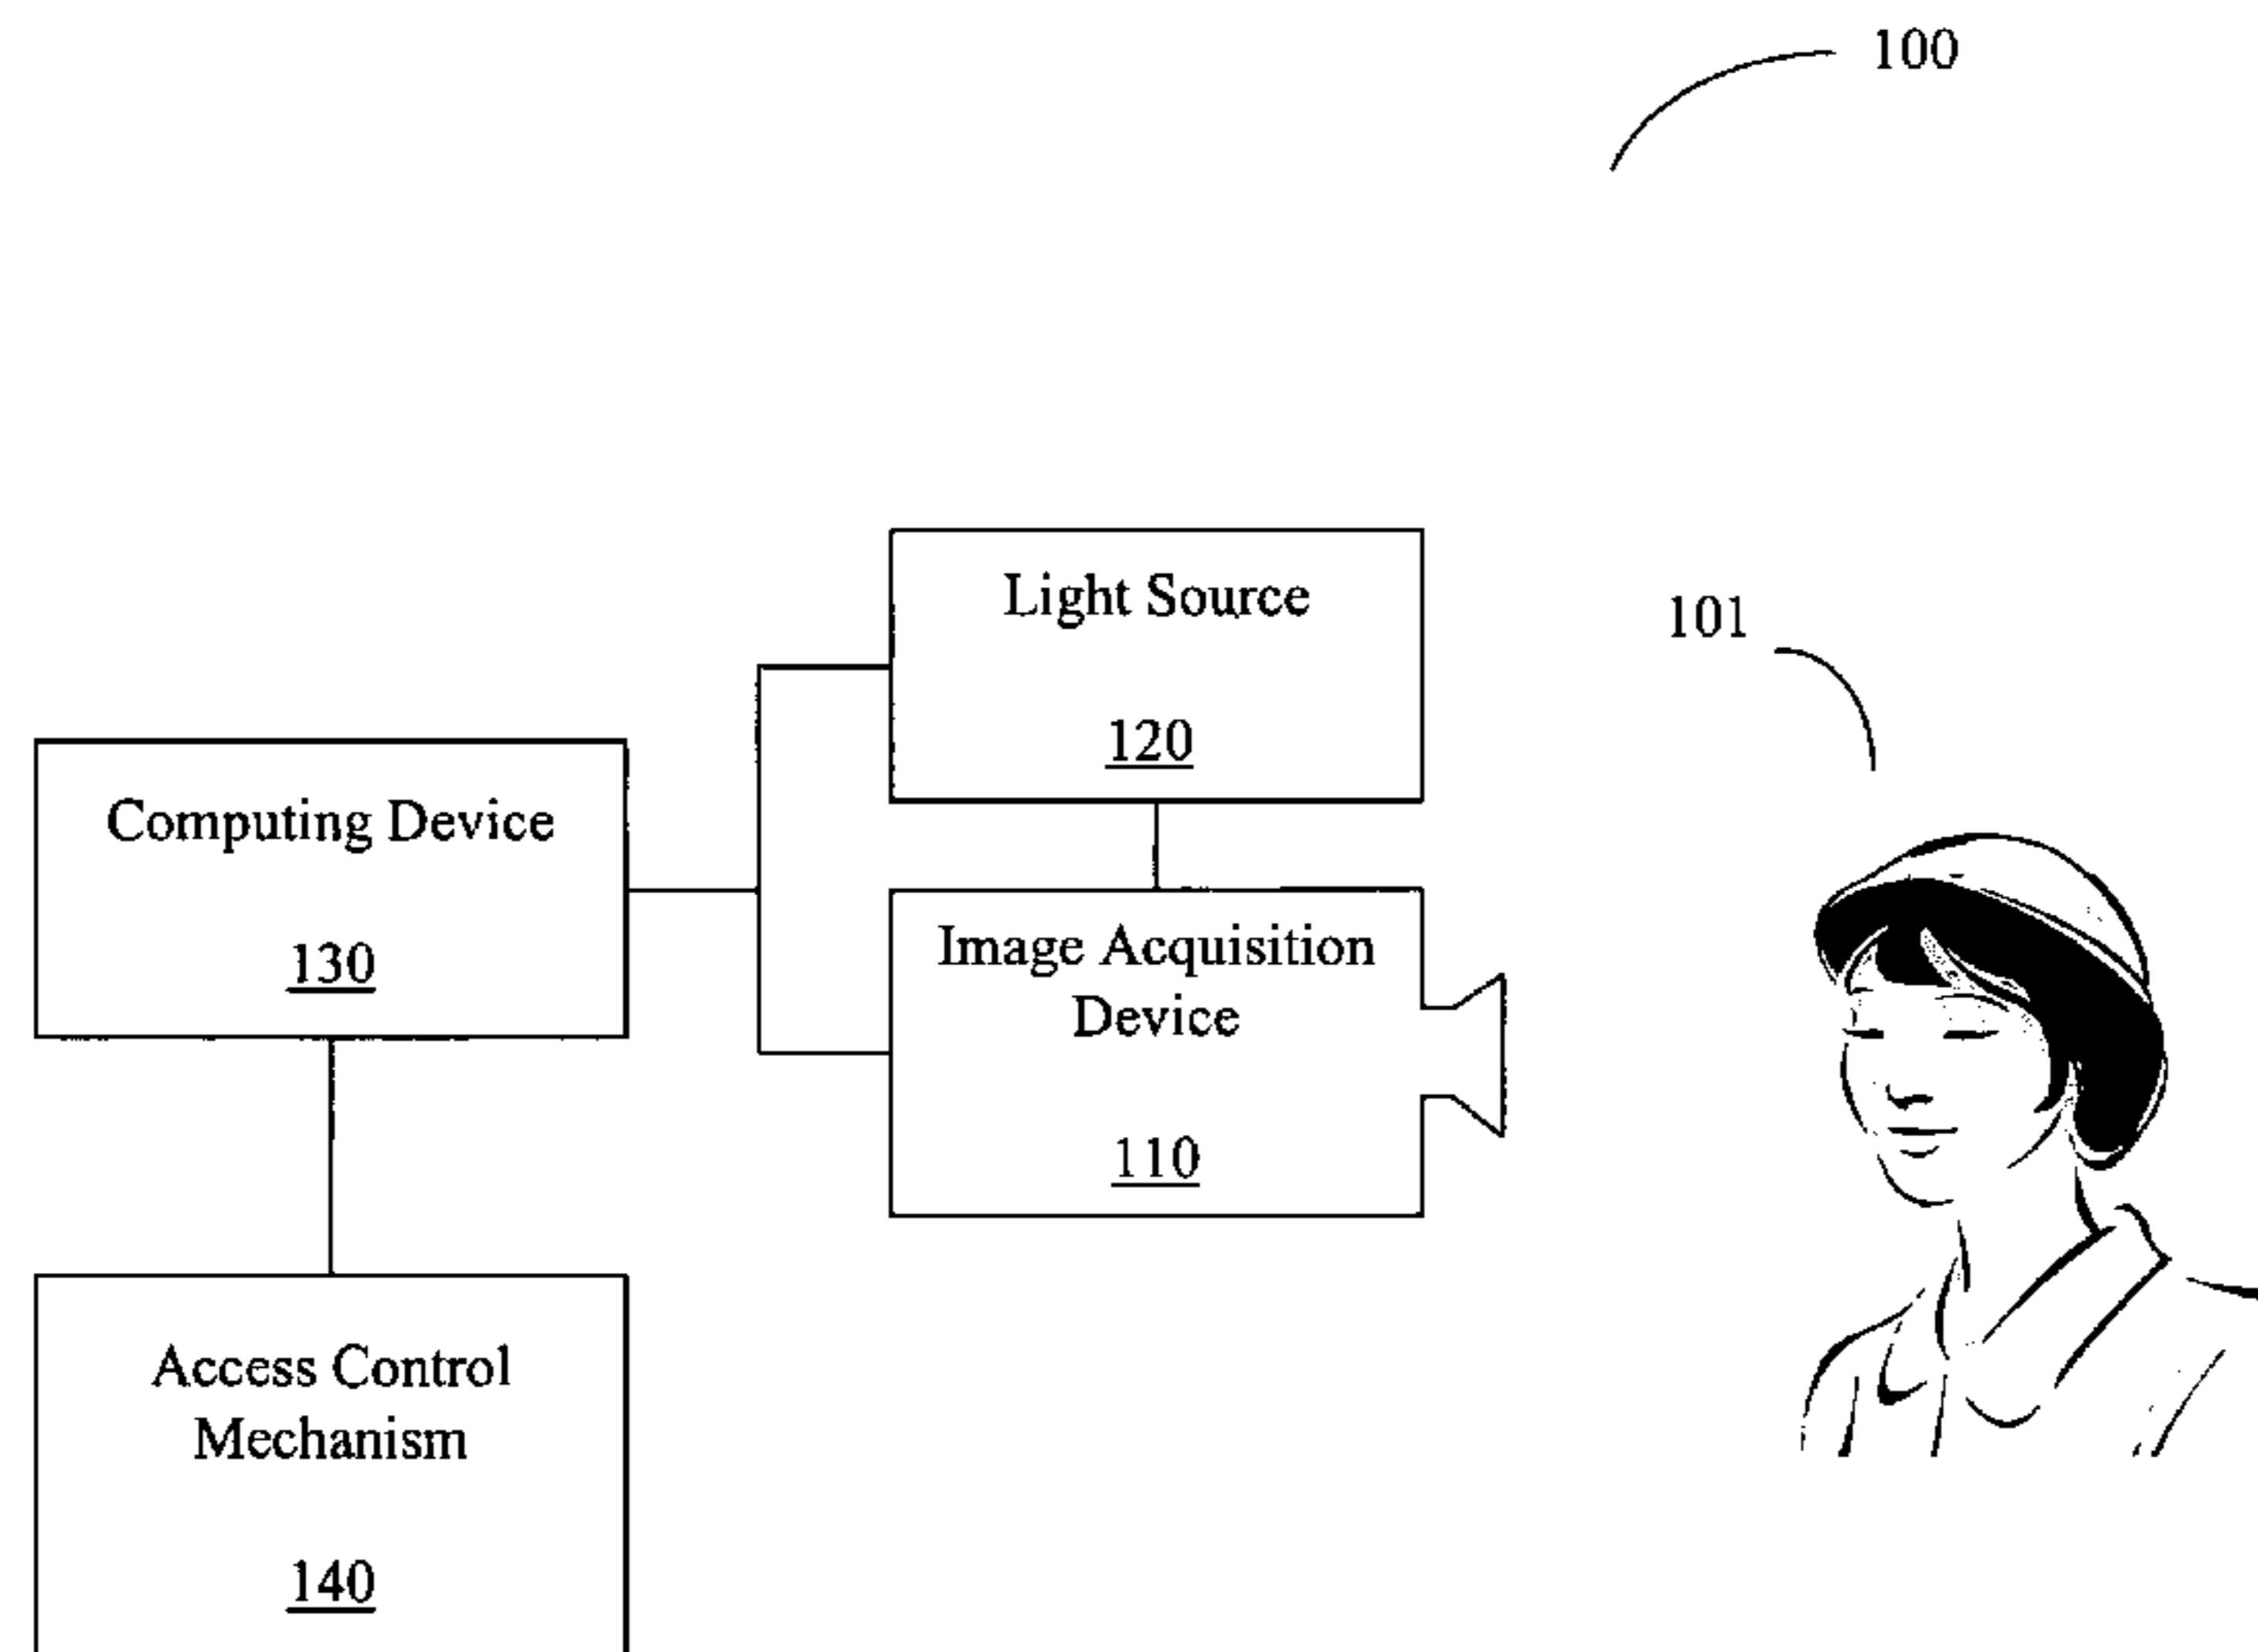 100
Light Source
120
101
Computing Device
130
Image Acquisition
Device
110
Access Control
Mechanism
140